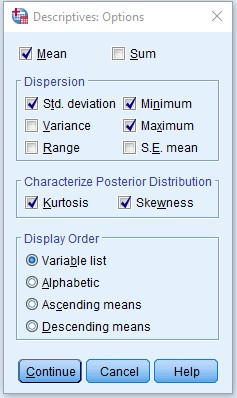 Descriptives: Options
Mean Sum
Dispersion
Std. deviation Minimum
Variance Maximum
Range S.E. mean
Characterize Posterior Distribution
Kurtosis Skewness
Display Order
Variable list
Alphabetic
Ascending means
Descending means
Continue Cancel Help